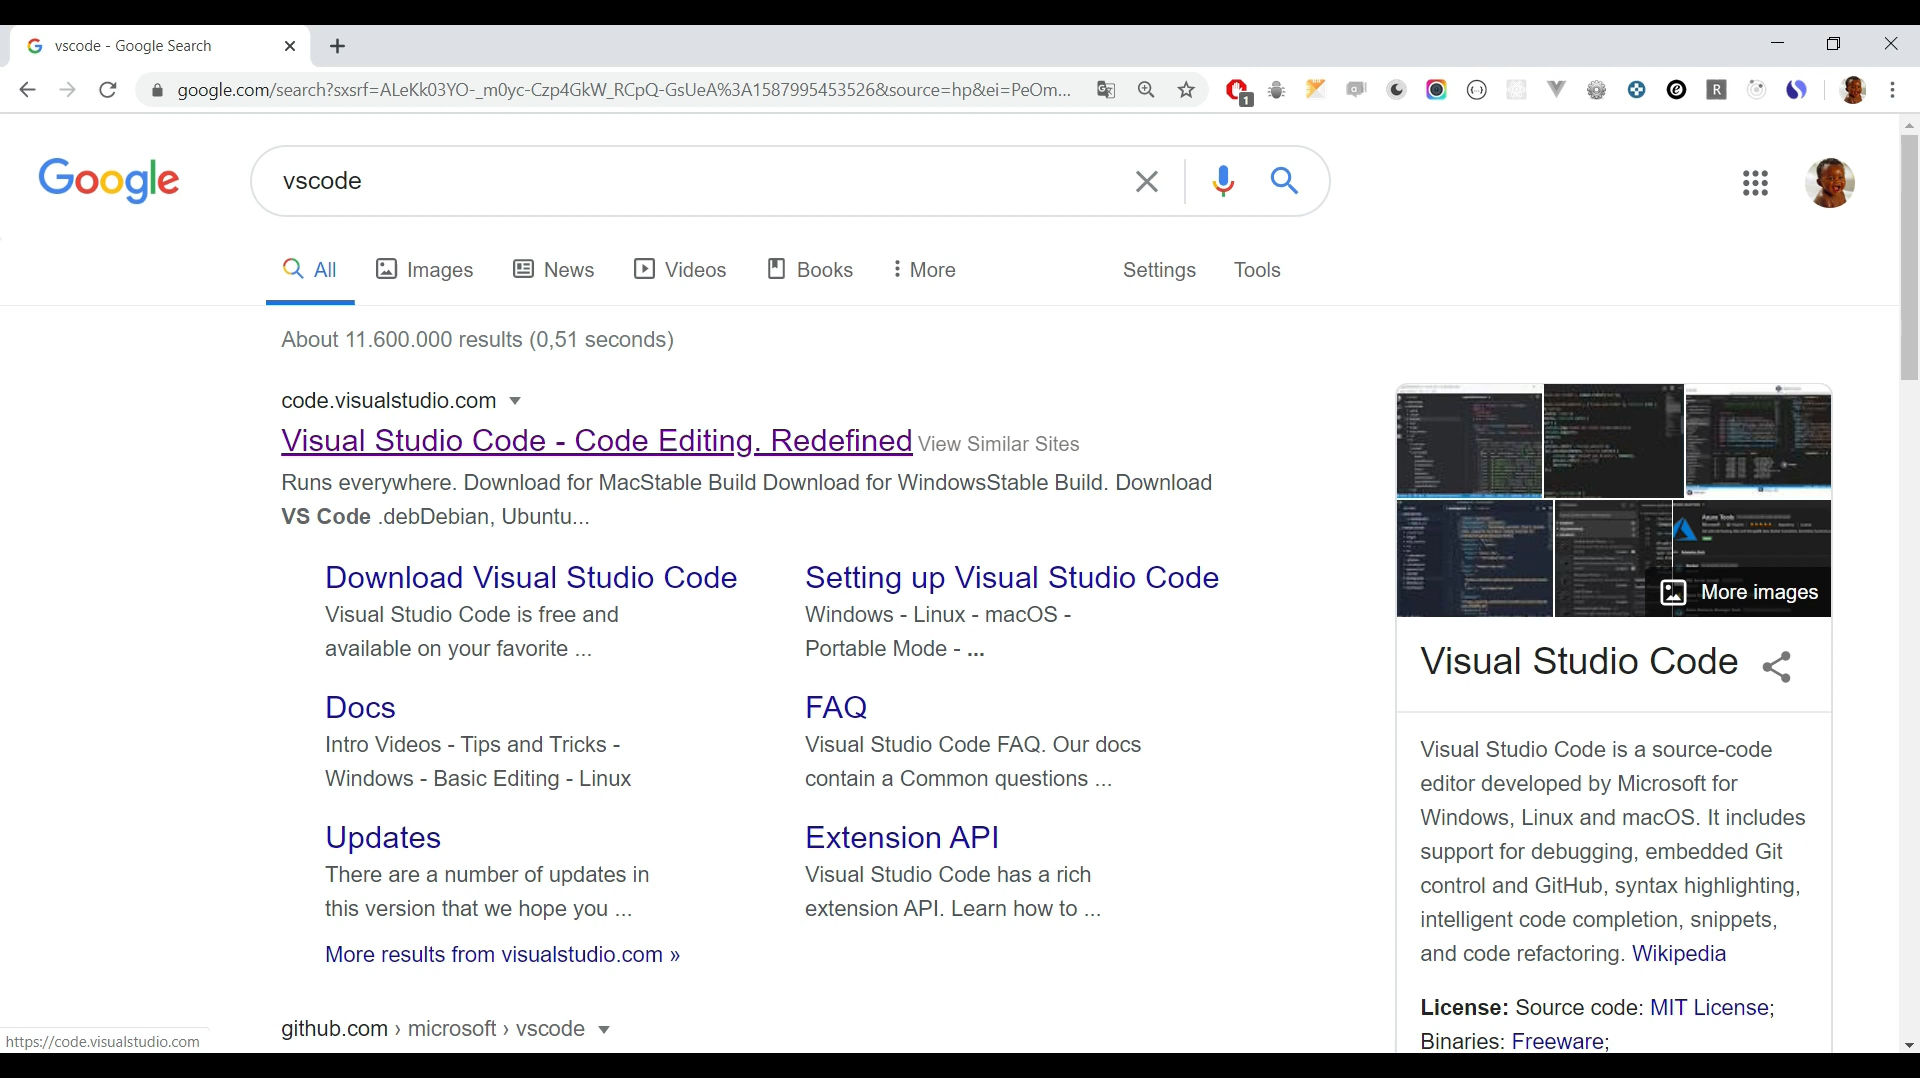 vscode - Google Search
google.com/search?sxsrf=ALeKk03YO-_m0yc-Czp4GkW_RCpQ-GsUeA%3A1587995453526&source=hp&ei=PeOm...
1
R
Google
vscode
All
Images
News
Videos
Books
More
Settings
Tools
About 11.600.000 results (0,51 seconds)
code.visualstudio.com
Visual Studio Code - Code Editing. Redefined View Similar Sites
Runs everywhere. Download for MacStable Build Download for WindowsStable Build. Download
VS Code .debDebian, Ubuntu...
Download Visual Studio Code
Visual Studio Code is free and
available on your favorite ...
Setting up Visual Studio Code
Windows - Linux - macOS -
Portable Mode - ...
Docs
Intro Videos - Tips and Tricks -
Windows - Basic Editing - Linux
FAQ
Visual Studio Code FAQ. Our docs
contain a Common questions ...
Updates
There are a number of updates in
this version that we hope you ...
Extension API
Visual Studio Code has a rich
extension API. Learn how to ...
More results from visualstudio.com »
github.com › microsoft › vscode
Azure Tools
More images
Visual Studio Code
Visual Studio Code is a source-code
editor developed by Microsoft for
Windows, Linux and macOS. It includes
support for debugging, embedded Git
control and GitHub, syntax highlighting,
intelligent code completion, snippets,
and code refactoring. Wikipedia
License: Source code: MIT License;
Binaries: Freeware;
https://code.visualstudio.com